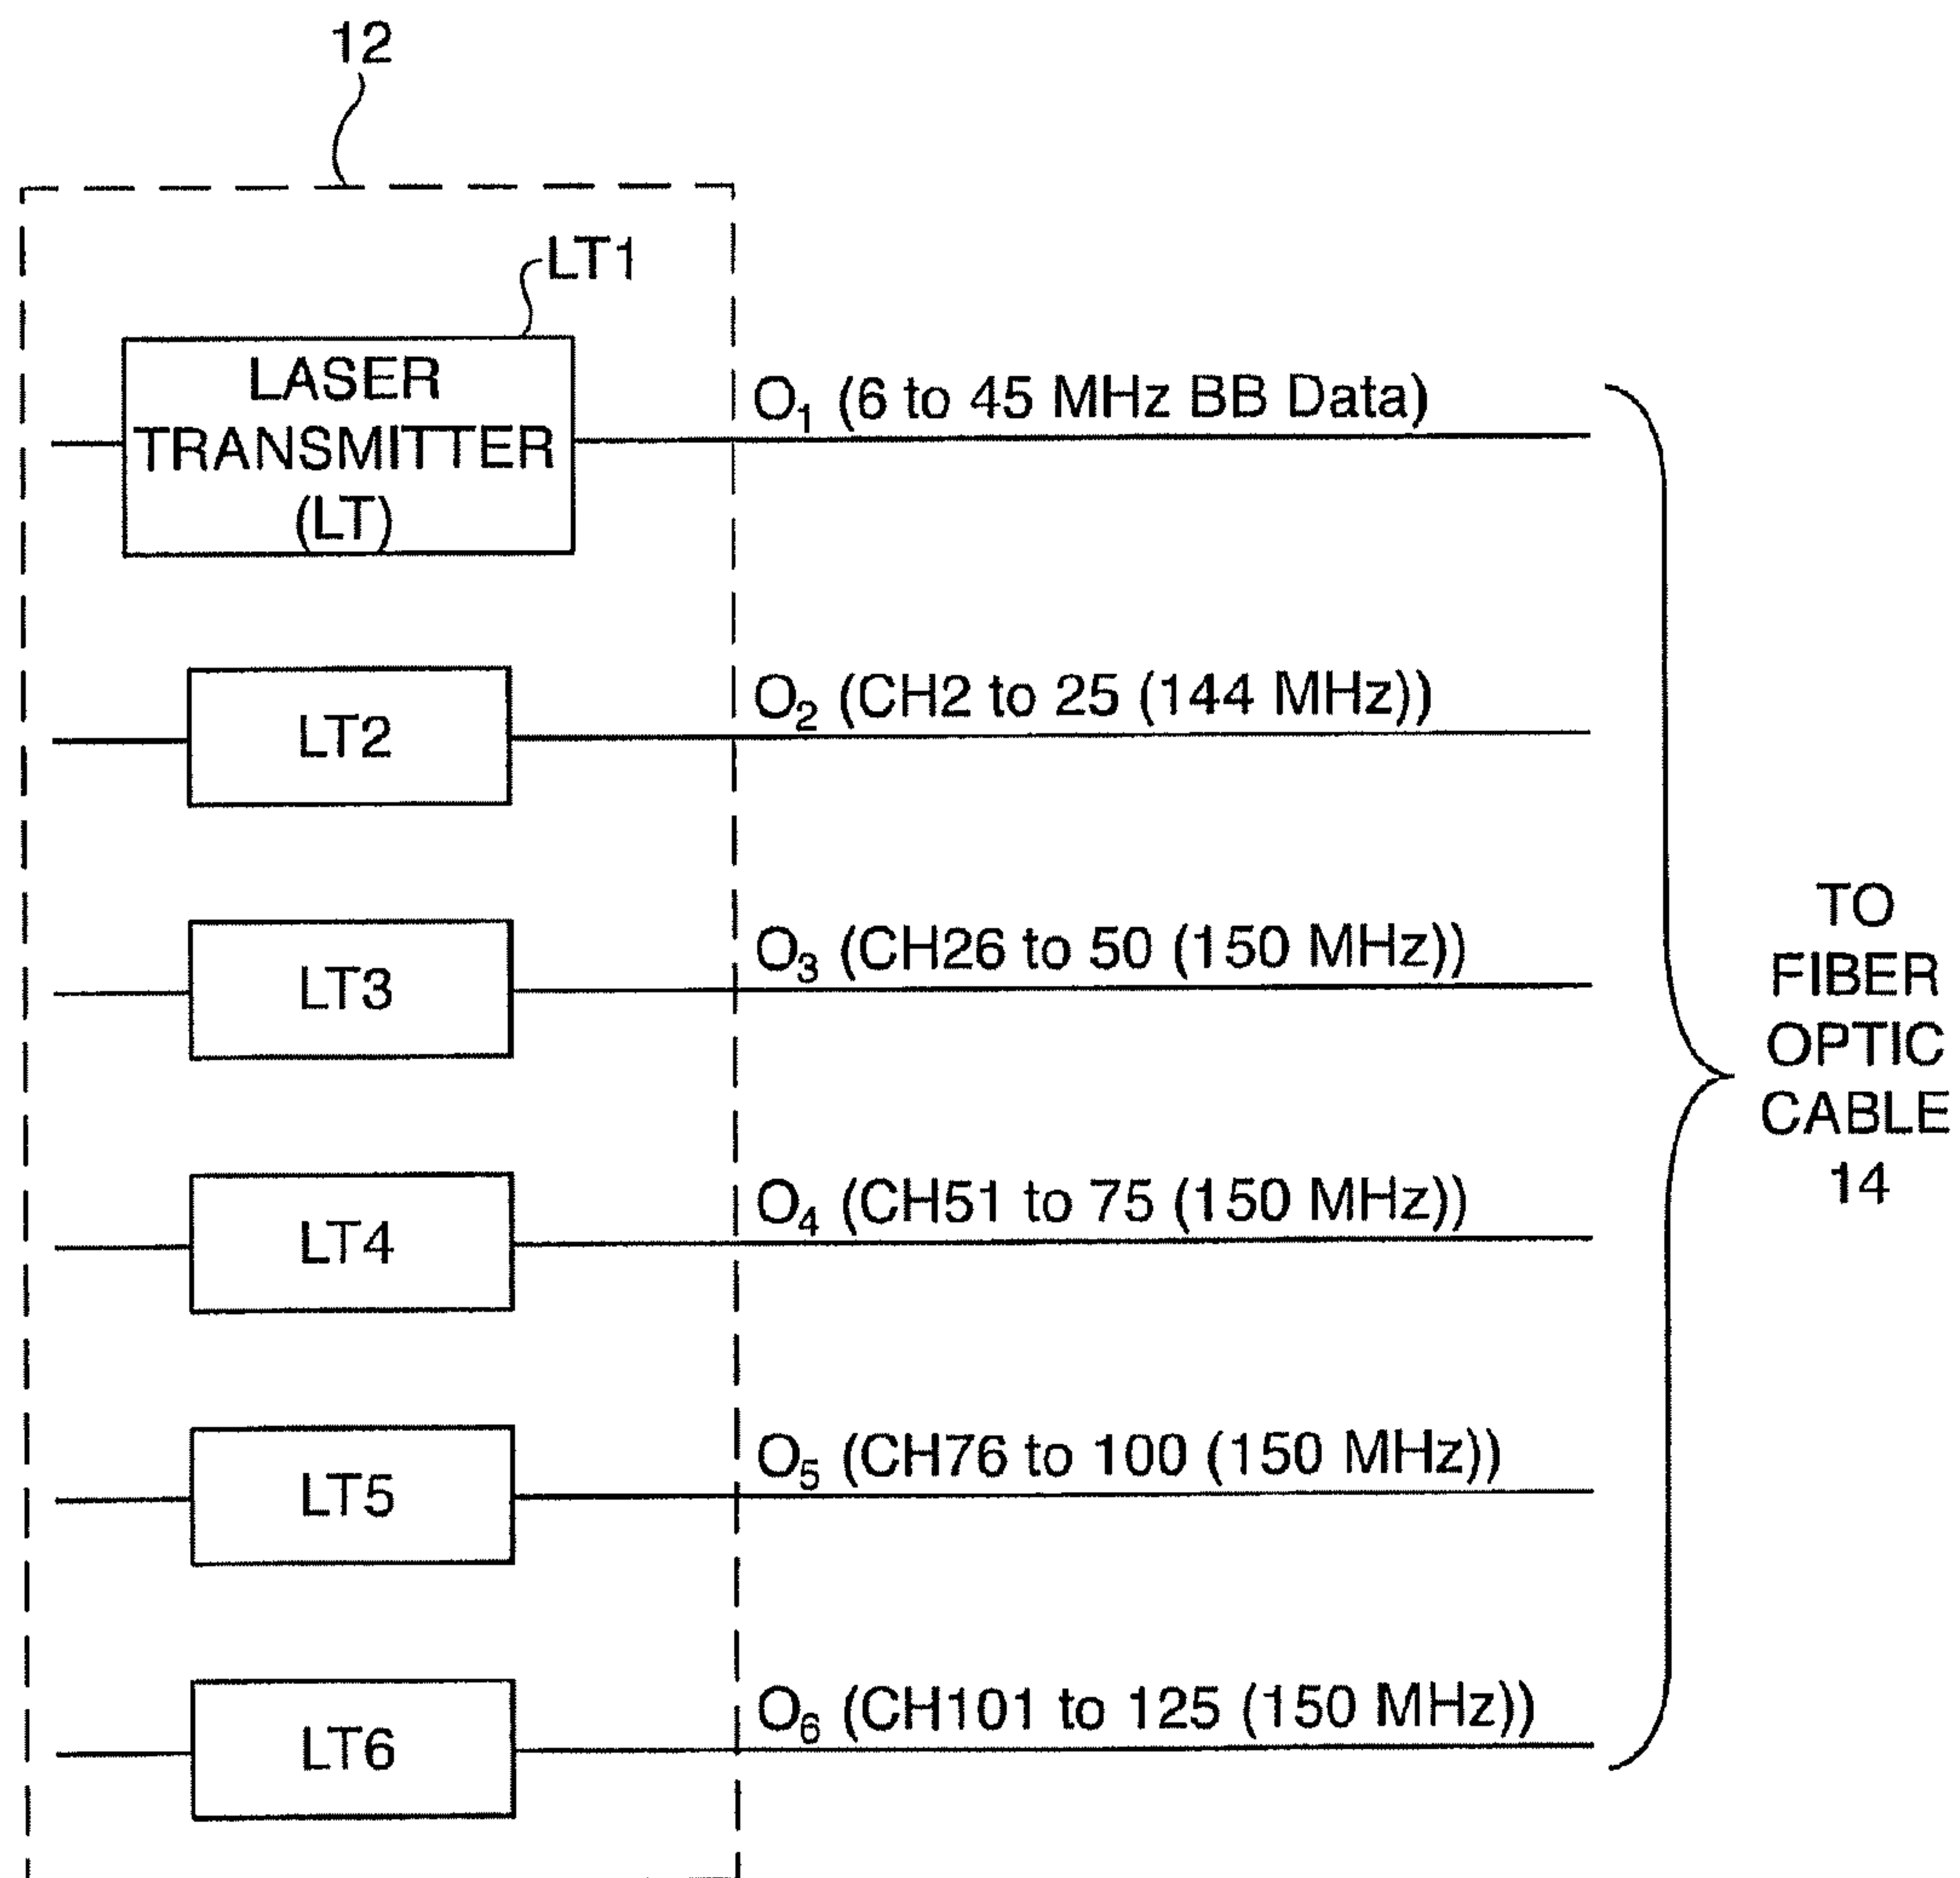 12
LT1
LASER
TRANSMITTER
(LT)
O₁ (6 to 45 MHz BB Data)
LT2
O₂ (CH2 to 25 (144 MHz))
LT3
O₃ (CH26 to 50 (150 MHz))
LT4
O₄ (CH51 to 75 (150 MHz))
LT5
O₅ (CH76 to 100 (150 MHz))
LT6
O₆ (CH101 to 125 (150 MHz))
TO
FIBER
OPTIC
CABLE
14